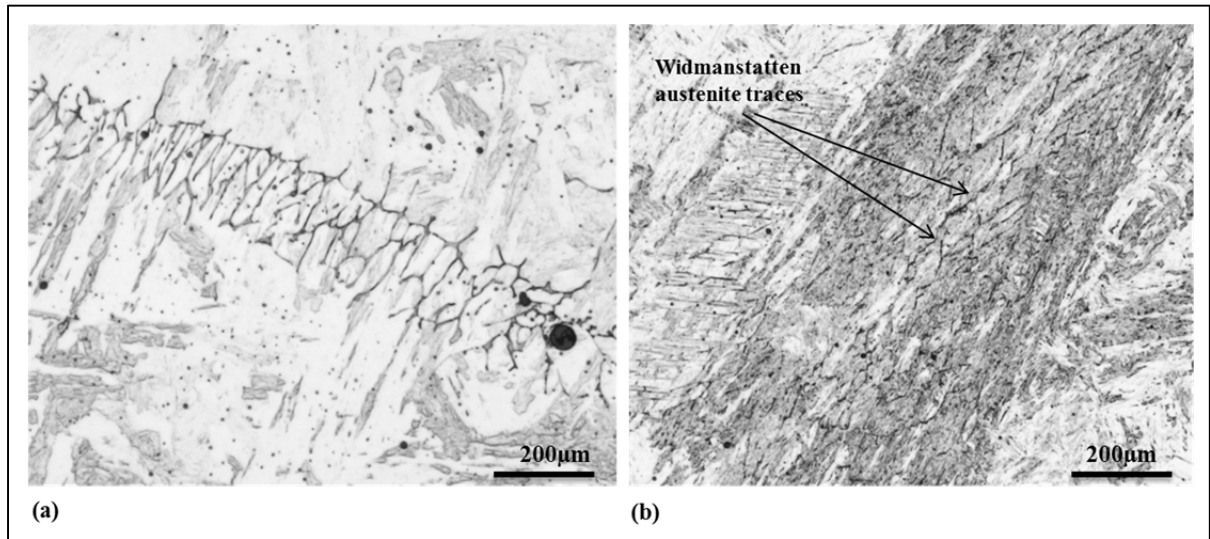 Widmanstatten
austenite traces
200µm
200µm
(a)
(b)